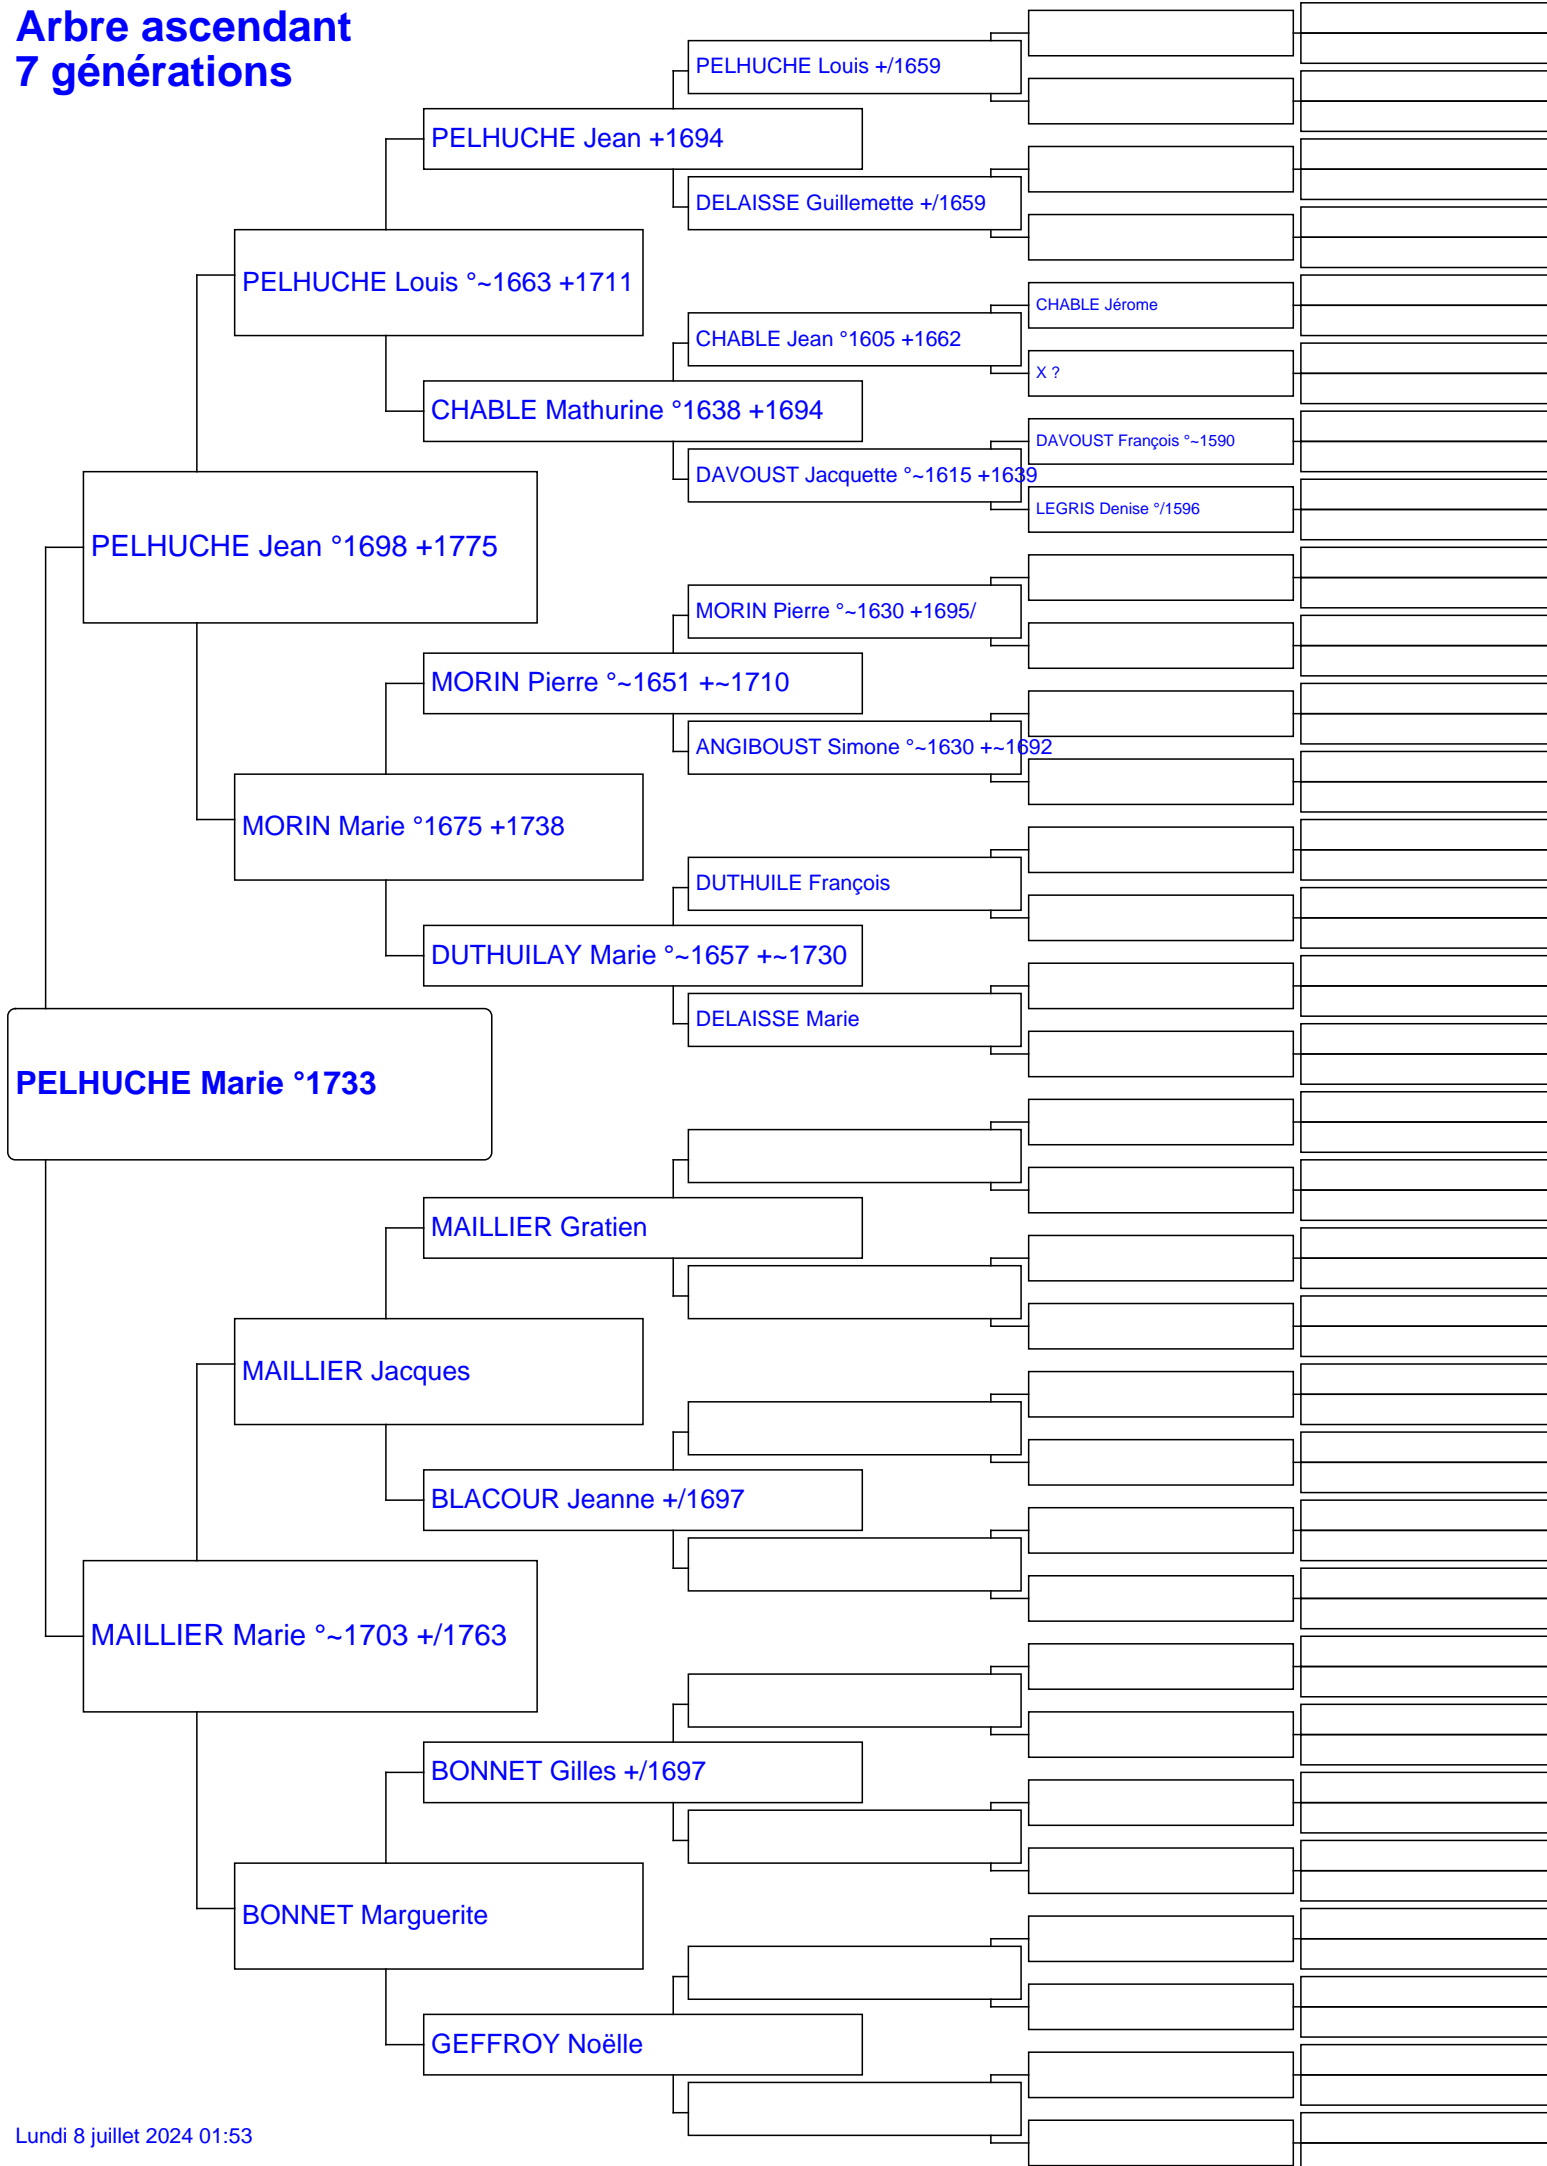 Arbre ascendant
7 générations
PELHUCHE Louis +/1659
PELHUCHE Jean +1694
DELAISSE Guillemette +/1659
PELHUCHE Louis °~1663 +1711
CHABLE Jérome
CHABLE Jean °1605 +1662
X ?
CHABLE Mathurine °1638 +1694
DAVOUST François °~1590
DAVOUST Jacquette °~1615 +1639
LEGRIS Denise °/1596
PELHUCHE Jean °1698 +1775
MORIN Pierre °~1630 +1695/
MORIN Pierre °~1651 +~1710
ANGIBOUST Simone °~1630 +~1692
MORIN Marie °1675 +1738
DUTHUILE François
DUTHUILAY Marie °~1657 +~1730
DELAISSE Marie
PELHUCHE Marie °1733
MAILLIER Gratien
MAILLIER Jacques
BLACOUR Jeanne +/1697
MAILLIER Marie °~1703 +/1763
BONNET Gilles +/1697
BONNET Marguerite
GEFFROY Noëlle
Lundi 8 juillet 2024 01:53